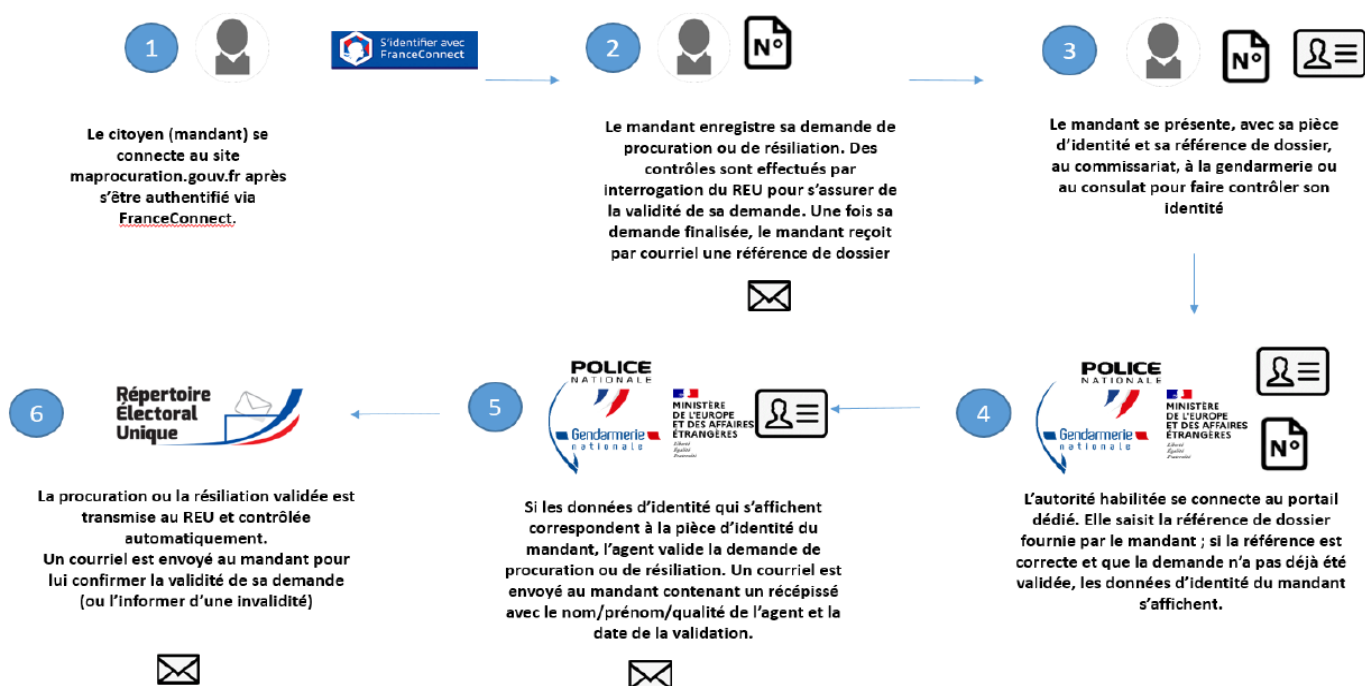 1
S'identifier avec
FranceConnect
Le citoyen (mandant) se
connecte au site
maprocuration.gouv.fr après
s'être authentifié via
FranceConnect.
2
N°
Le mandant enregistre sa demande de
procuration ou de résiliation. Des
contrôles sont effectués par
interrogation du REU pour s'assurer de
la validité de sa demande. Une fois sa
demande finalisée, le mandant reçoit
par courriel une référence de dossier
3
N°
Le mandant se présente, avec sa pièce
d'identité et sa référence de dossier,
au commissariat, à la gendarmerie ou
au consulat pour faire contrôler son
identité
4
POLICE
NATIONALE
Gendarmerie
nationale
MINISTÈRE
DE L'EUROPE
ET DES AFFAIRES
ÉTRANGÈRES
Liberté
Égalité
Fraternité
N°
L'autorité habilitée se connecte au portail
dédié. Elle saisit la référence de dossier
fournie par le mandant ; si la référence est
correcte et que la demande n'a pas déjà été
validée, les données d'identité du mandant
s'affichent.
5
POLICE
NATIONALE
Gendarmerie
nationale
MINISTÈRE
DE L'EUROPE
ET DES AFFAIRES
ÉTRANGÈRES
Liberté
Égalité
Fraternité
Si les données d'identité qui s'affichent
correspondent à la pièce d'identité du
mandant, l'agent valide la demande de
procuration ou de résiliation. Un courriel est
envoyé au mandant contenant un récépissé
avec le nom/prénom/qualité de l'agent et la
date de la validation.
6
Répertoire
Électoral
Unique
La procuration ou la résiliation validée est
transmise au REU et contrôlée
automatiquement.
Un courriel est envoyé au mandant pour
lui confirmer la validité de sa demande
(ou l'informer d'une invalidité)